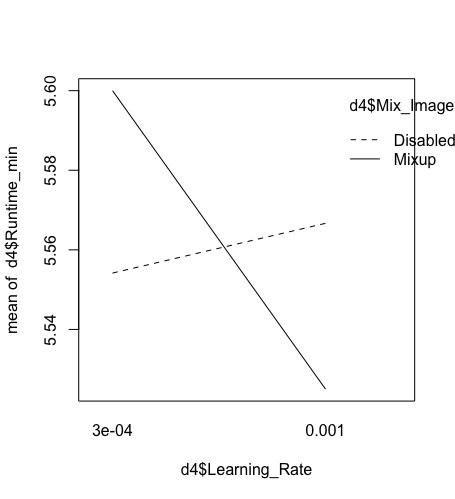 d4$Mix_Image
Disabled
Mixup
mean of  d4$Runtime_min
5.60
5.58
5.56
5.54
3e-04
0.001
d4$Learning_Rate